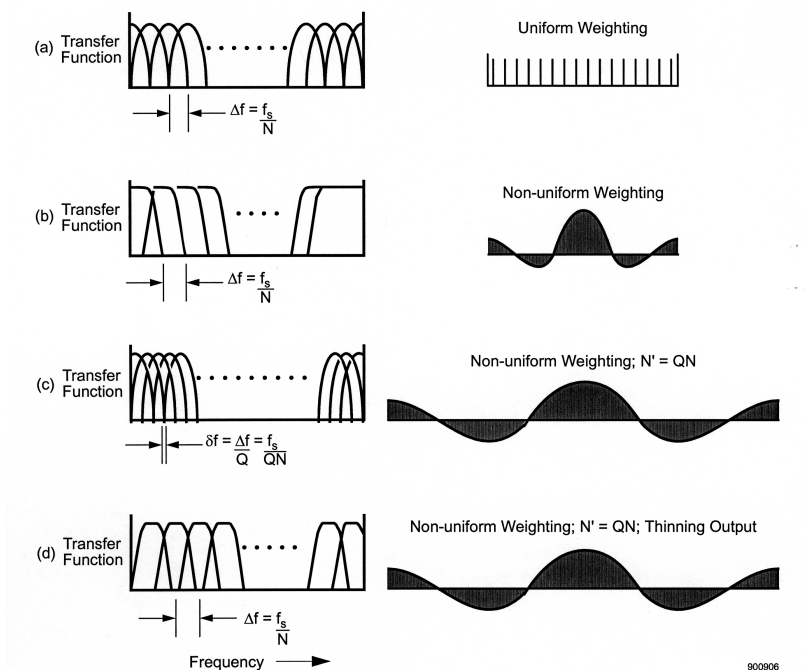 (a) Transfer Function
Uniform Weighting
Δf = fs/N
(b) Transfer Function
Non-uniform Weighting
Δf = fs/N
(c) Transfer Function
Non-uniform Weighting; N' = QN
δf = Δf/Q = fs/QN
(d) Transfer Function
Non-uniform Weighting; N' = QN; Thinning Output
Δf = fs/N
Frequency
900906